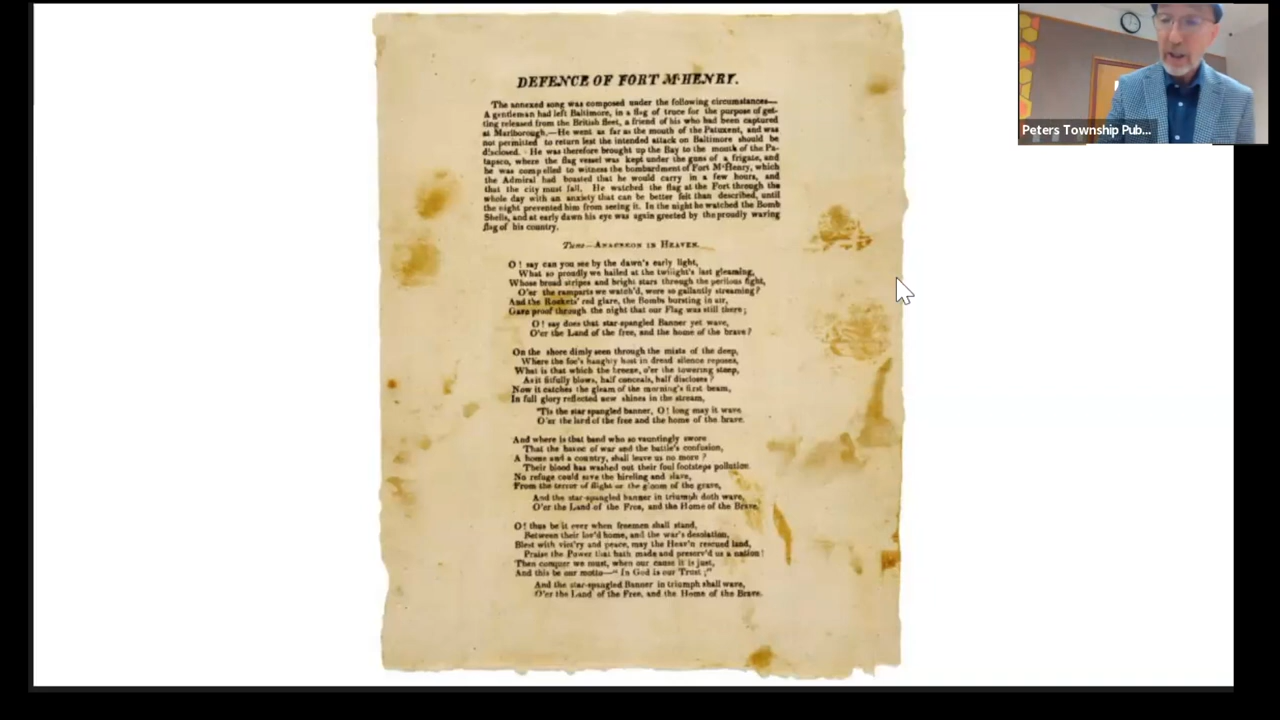 DEFENCE OF FORT M'HENRY.
The annexed song was composed under the following circumstances—
A gentleman had left Baltimore, in a flag of truce for the purpose of get-
ting released from the British fleet, a friend of his who had been captured
at Marlborough.—He went as far as the mouth of the Patuxent, and was
not permitted to return lest the intended attack on Baltimore should be
disclosed. He was therefore brought up the Bay to the mouth of the Pa-
tapsco, where the flag vessel was kept under the guns of a frigate, and
he was compelled to witness the bombardment of Fort M'Henry, which
the Admiral had boasted that he would carry in a few hours, and
that the city must fall. He watched the flag at the Fort through the
whole day with an anxiety that can be better felt than described, until
the night prevented him from seeing it. In the night he watched the Bomb
Shells, and at early dawn his eye was again greeted by the proudly waving
flag of his country.
Tune—ANACREON IN HEAVEN.
O! say can you see by the dawn's early light,
What so proudly we hailed at the twilight's last gleaming,
Whose broad stripes and bright stars through the perilous fight,
O'er the ramparts we watch'd, were so gallantly streaming?
And the Rockets' red glare, the Bombs bursting in air,
Gave proof through the night that our Flag was still there;
O! say does that star-spangled Banner yet wave,
O'er the Land of the free, and the home of the brave?
On the shore dimly seen through the mists of the deep,
Where the foe's haughty host in dread silence reposes,
What is that which the breeze, o'er the towering steep,
As it fitfully blows, half conceals, half discloses?
Now it catches the gleam of the morning's first beam,
In full glory reflected new shines in the stream,
'Tis the star spangled banner, O! long may it wave
O'er the land of the free and the home of the brave.
And where is that band who so vauntingly swore
That the havoc of war and the battle's confusion,
A home and a country, shall leave us no more?
Their blood has washed out their foul footsteps pollution.
No refuge could save the hireling and slave,
From the terror of flight or the gloom of the grave,
And the star-spangled banner in triumph doth wave,
O'er the Land of the Free, and the Home of the Brave.
O! thus be it ever when freemen shall stand,
Between their lov'd home, and the war's desolation,
Blest with vict'ry and peace, may the Heav'n rescued land,
Praise the Power that hath made and preserv'd us a nation!
Then conquer we must, when our cause it is just,
And this be our motto—"In God is our Trust;"
And the star-spangled Banner in triumph shall wave,
O'er the Land of the Free, and the Home of the Brave.
Peters Township Pub...